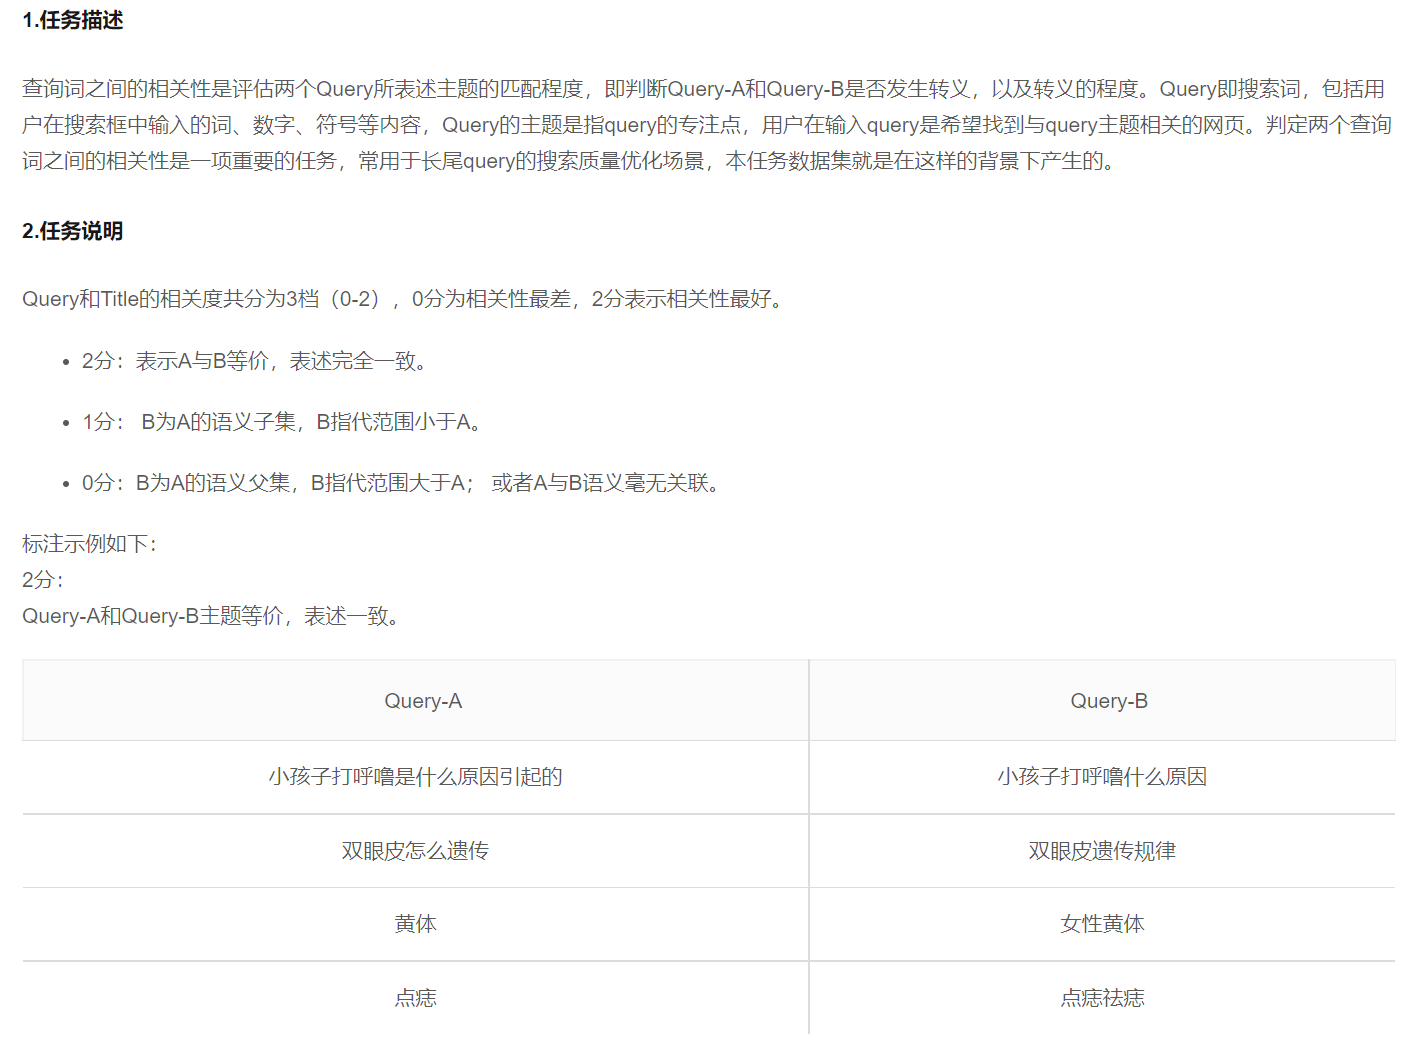 1.任务描述
查询词之间的相关性是评估两个Query所表述主题的匹配程度，即判断Query-A和Query-B是否发生转义，以及转义的程度。Query即搜索词，包括用
户在搜索框中输入的词、数字、符号等内容，Query的主题是指query的专注点，用户在输入query是希望找到与query主题相关的网页。判定两个查询
词之间的相关性是一项重要的任务，常用于长尾query的搜索质量优化场景，本任务数据集就是在这样的背景下产生的。
2.任务说明
Query和Title的相关度共分为3档（0-2），0分为相关性最差，2分表示相关性最好。
• 2分：表示A与B等价，表述完全一致。
• 1分： B为A的语义子集，B指代范围小于A。
• 0分：B为A的语义父集，B指代范围大于A； 或者A与B语义毫无关联。
标注示例如下：
2分：
Query-A和Query-B主题等价，表述一致。
Query-A Query-B
小孩子打呼噜是什么原因引起的 小孩子打呼噜什么原因
双眼皮怎么遗传 双眼皮遗传规律
黄体 女性黄体
点痣 点痣祛痣